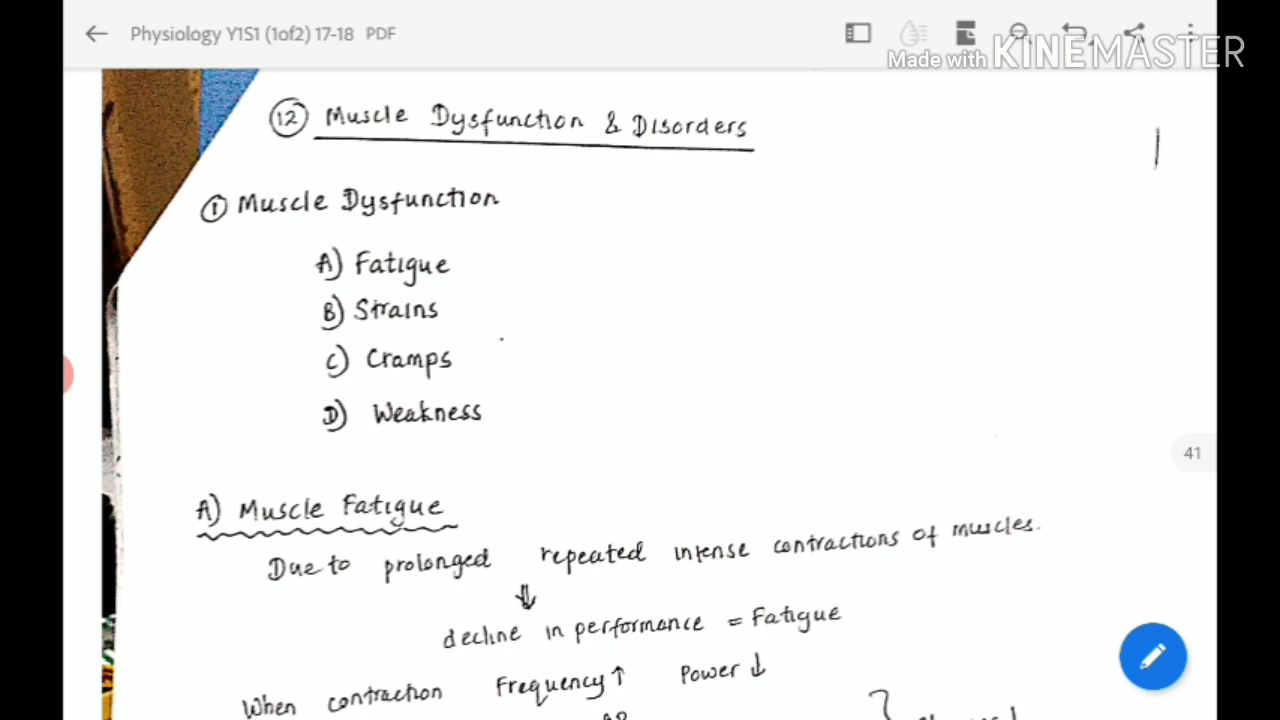 Physiology Y1S1 (1of2) 17-18 PDF
Made with KINEMASTER
12 Muscle Dysfunction & Disorders
1 Muscle Dysfunction
A) Fatigue
B) Strains
C) Cramps
D) Weakness
41
A) Muscle Fatigue
Due to prolonged repeated intense contractions of muscles.
⇓
decline in performance = Fatigue
When contraction Frequency ↑ Power ↓